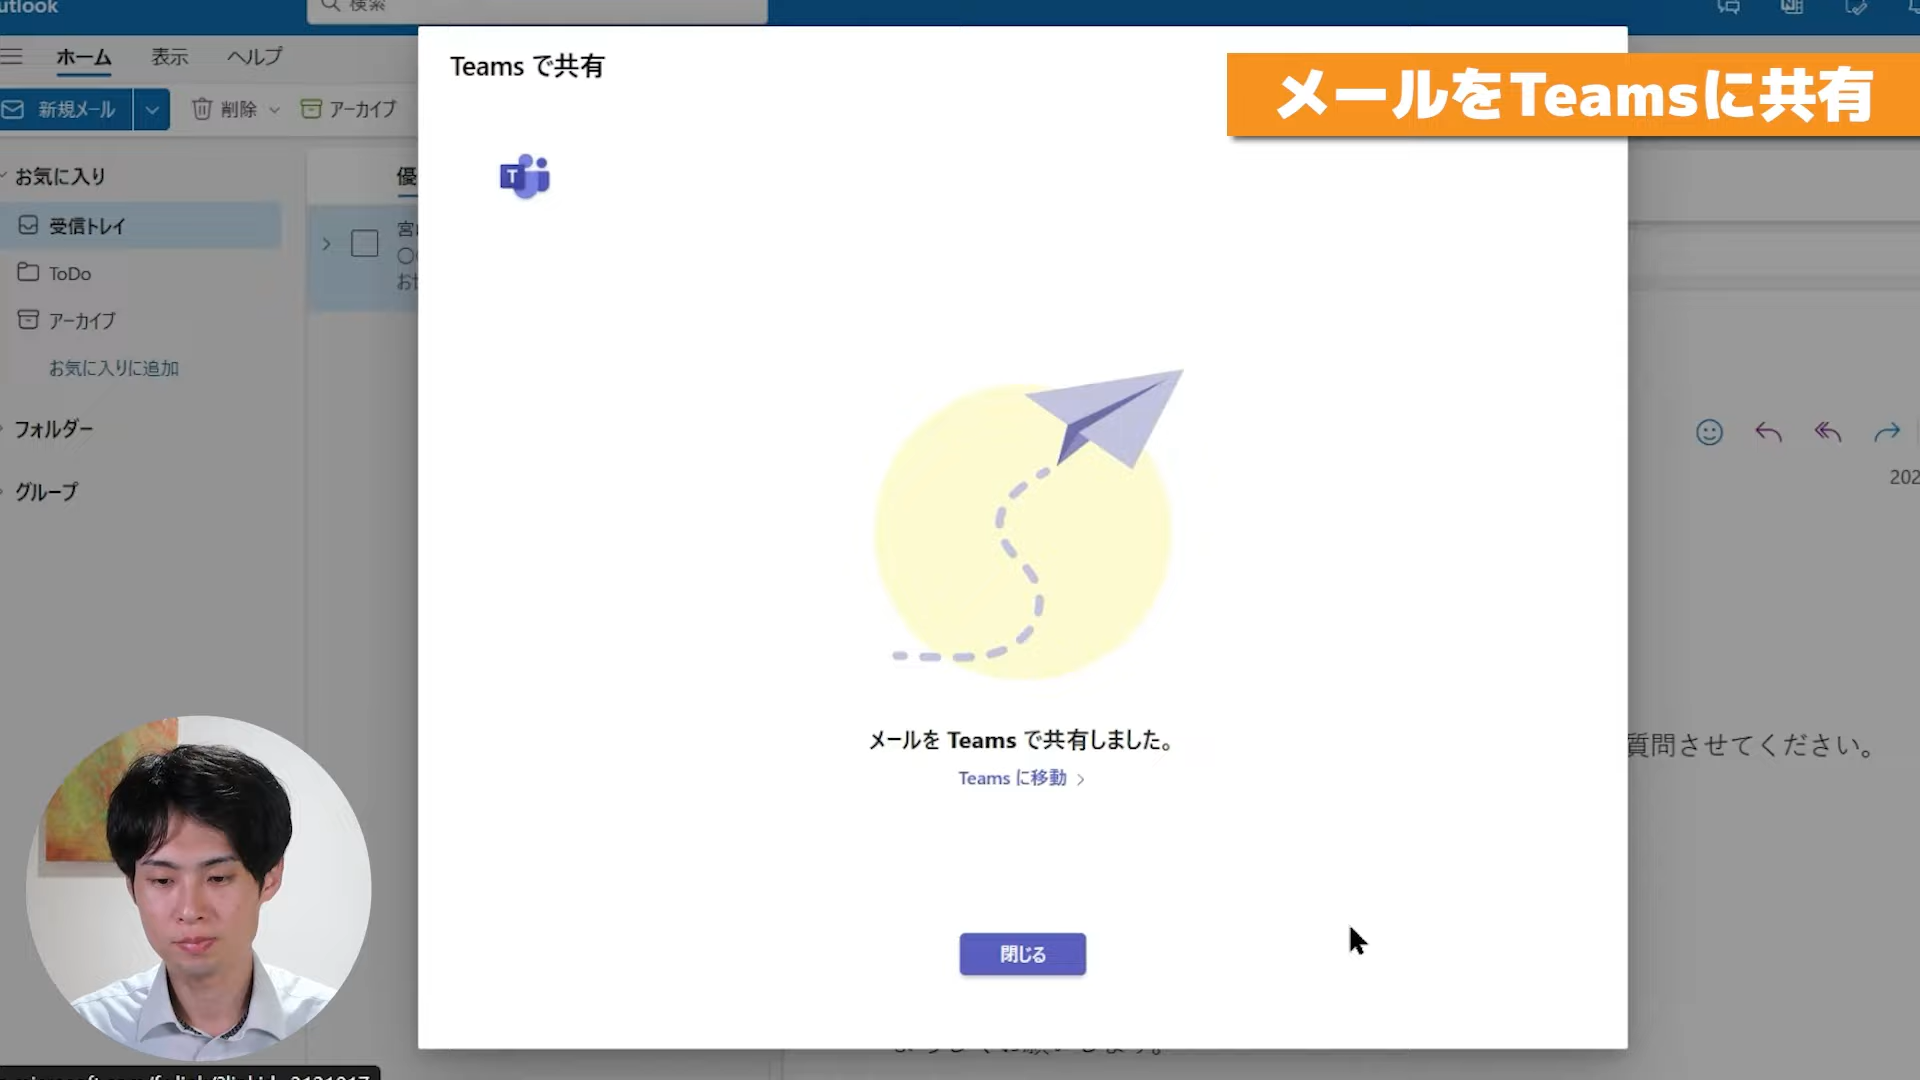 検索
ホーム 表示 ヘルプ
新規メール 削除 アーカイブ
お気に入り
受信トレイ
ToDo
アーカイブ
お気に入りに追加
フォルダー
グループ
優
Teams で共有
メールをTeamsに共有
T
メールを Teams で共有しました。
Teams に移動
閉じる
202
質問させてください。